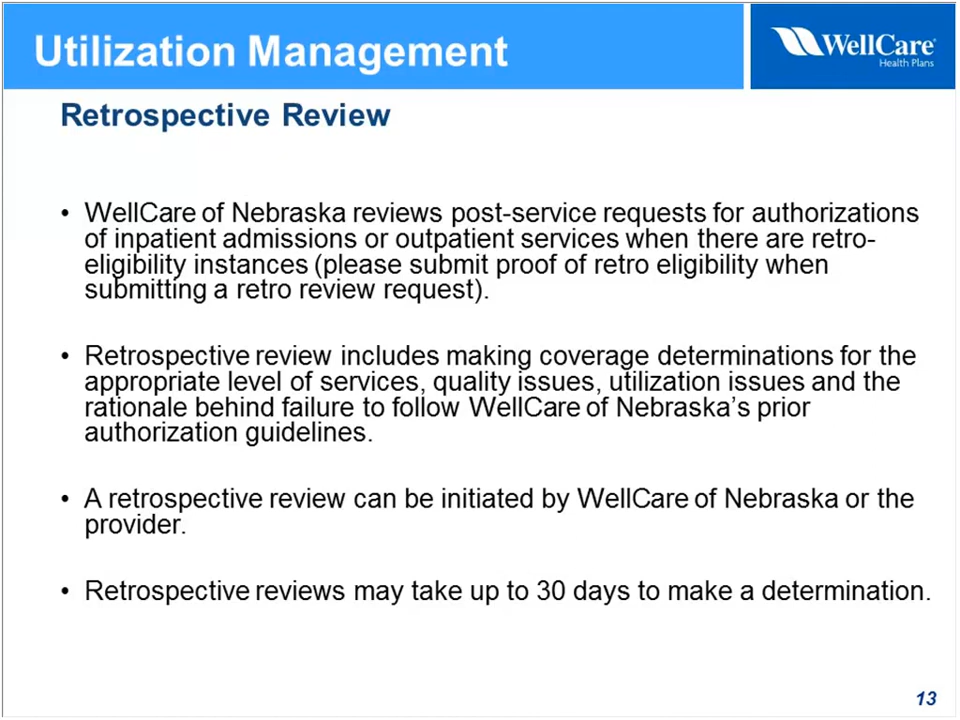 Utilization Management
WellCare®
Health Plans
Retrospective Review
• WellCare of Nebraska reviews post-service requests for authorizations
of inpatient admissions or outpatient services when there are retro-
eligibility instances (please submit proof of retro eligibility when
submitting a retro review request).
• Retrospective review includes making coverage determinations for the
appropriate level of services, quality issues, utilization issues and the
rationale behind failure to follow WellCare of Nebraska’s prior
authorization guidelines.
• A retrospective review can be initiated by WellCare of Nebraska or the
provider.
• Retrospective reviews may take up to 30 days to make a determination.
13